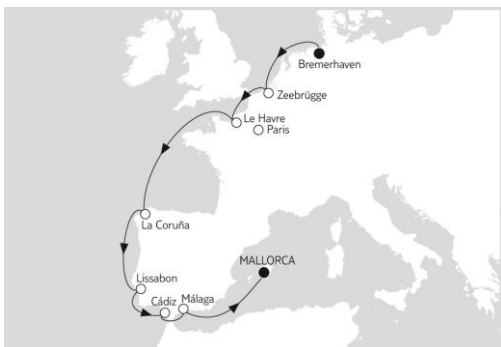 Bremerhaven
Zeebrügge
Le Havre
Paris
La Coruña
MALLORCA
Lissabon
Cádiz
Málaga